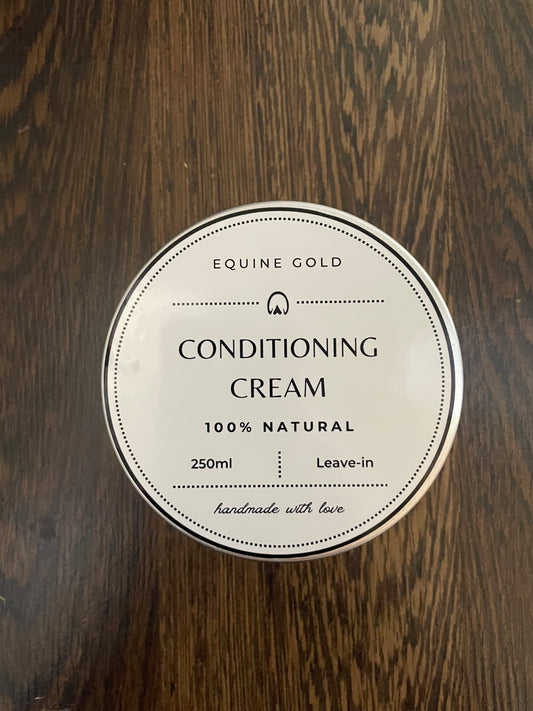 EQUINE GOLD
CONDITIONING
CREAM
100% NATURAL
250ml Leave-in
handmade with love